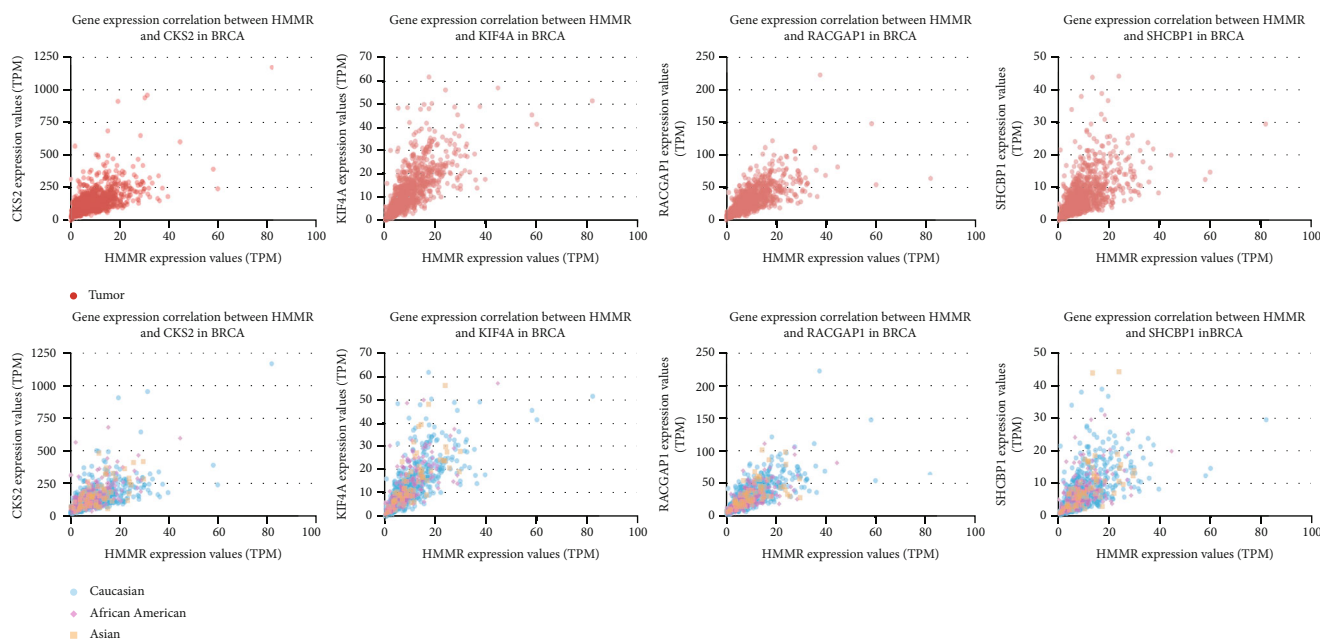 Gene expression correlation between HMMR
and CKS2 in BRCA
CKS2 expression values (TPM)
1250
1000
750
500
250
0
0 20 40 60 80 100
HMMR expression values (TPM)
Gene expression correlation between HMMR
and KIF4A in BRCA
KIF4A expression values (TPM)
70
60
50
40
30
20
10
0
0 20 40 60 80 100
HMMR expression values (TPM)
Gene expression correlation between HMMR
and RACGAP1 in BRCA
RACGAP1 expression values
(TPM)
250
200
150
100
50
0
0 20 40 60 80 100
HMMR expression values (TPM)
Gene expression correlation between HMMR
and SHCBP1 in BRCA
SHCBP1 expression values
(TPM)
50
40
30
20
10
0
0 20 40 60 80 100
HMMR expression values (TPM)
Tumor
Gene expression correlation between HMMR
and CKS2 in BRCA
CKS2 expression values (TPM)
1250
1000
750
500
250
0
0 20 40 60 80 100
HMMR expression values (TPM)
Gene expression correlation between HMMR
and KIF4A in BRCA
KIF4A expression values (TPM)
70
60
50
40
30
20
10
0
0 20 40 60 80 100
HMMR expression values (TPM)
Gene expression correlation between HMMR
and RACGAP1 in BRCA
RACGAP1 expression values
(TPM)
250
200
150
100
50
0
0 20 40 60 80 100
HMMR expression values (TPM)
Gene expression correlation between HMMR
and SHCBP1 inBRCA
SHCBP1 expression values
(TPM)
50
40
30
20
10
0
0 20 40 60 80 100
HMMR expression values (TPM)
Caucasian
African American
Asian